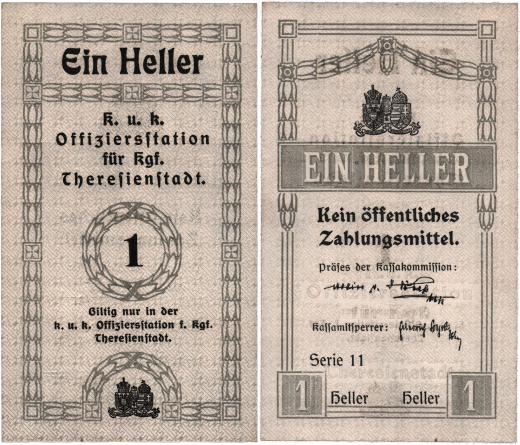 Ein Heller
k. u. k.
Offiziersstation
für Kgf.
Theresienstadt.
1
Giltig nur in der
k. u. k. Offiziersstation f. Kgf.
Theresienstadt.
EIN HELLER
Kein öffentliches
Zahlungsmittel.
Präses der Kassakommission:
Kassamitsperrer:
Serie 11
1 Heller Heller 1